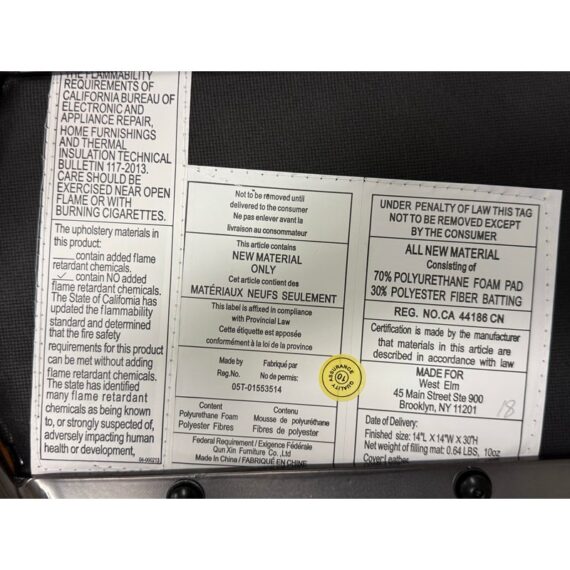 THE FLAMMABILITY
REQUIREMENTS OF
CALIFORNIA BUREAU OF
ELECTRONIC AND
APPLIANCE REPAIR,
HOME FURNISHINGS
AND THERMAL
INSULATION TECHNICAL
BULLETIN 117-2013.
CARE SHOULD BE
EXERCISED NEAR OPEN
FLAME OR WITH
BURNING CIGARETTES.
The upholstery materials in
this product:
contain added flame
retardant chemicals.
✓ contain NO added
flame retardant chemicals.
The State of California has
updated the flammability
standard and determined
that the fire safety
requirements for this product
can be met without adding
flame retardant chemicals.
The state has identified
many flame retardant
chemicals as being known
to, or strongly suspected of,
adversely impacting human
health or development,
Not to be removed until
delivered to the consumer
Ne pas enlever avant la
livraison au consommateur
This article contains
NEW MATERIAL
ONLY
Cet article contient des
MATÉRIAUX NEUFS SEULEMENT
This label is affixed in compliance
with Provincial Law
Cette étiquette est apposée
conformément à la loi de la province
Made by Fabriqué par
Reg.No. No de permis:
05T-01553514
Content Contenu
Polyurethane Foam Mousse de polyuréthane
Polyester Fibres Fibres de polyester
Federal Requirement / Exigence Fédérale
Qun Xin Furniture Co.,Ltd
Made in China / FABRIQUÉ EN CHINE
QUALITY ASSURANCE
10
UNDER PENALTY OF LAW THIS TAG
NOT TO BE REMOVED EXCEPT
BY THE CONSUMER
ALL NEW MATERIAL
Consisting of
70% POLYURETHANE FOAM PAD
30% POLYESTER FIBER BATTING
REG. NO.CA 44186 CN
Certification is made by the manufacturer
that materials in this article are
described in accordance with law
MADE FOR
West Elm
45 Main Street Ste 900
Brooklyn, NY 11201
18
Date of Delivery:
Finished size: 14"L X 14"W X 30"H
Net weight of filling mat: 0.64 LBS, 10oz
Cover:Leather